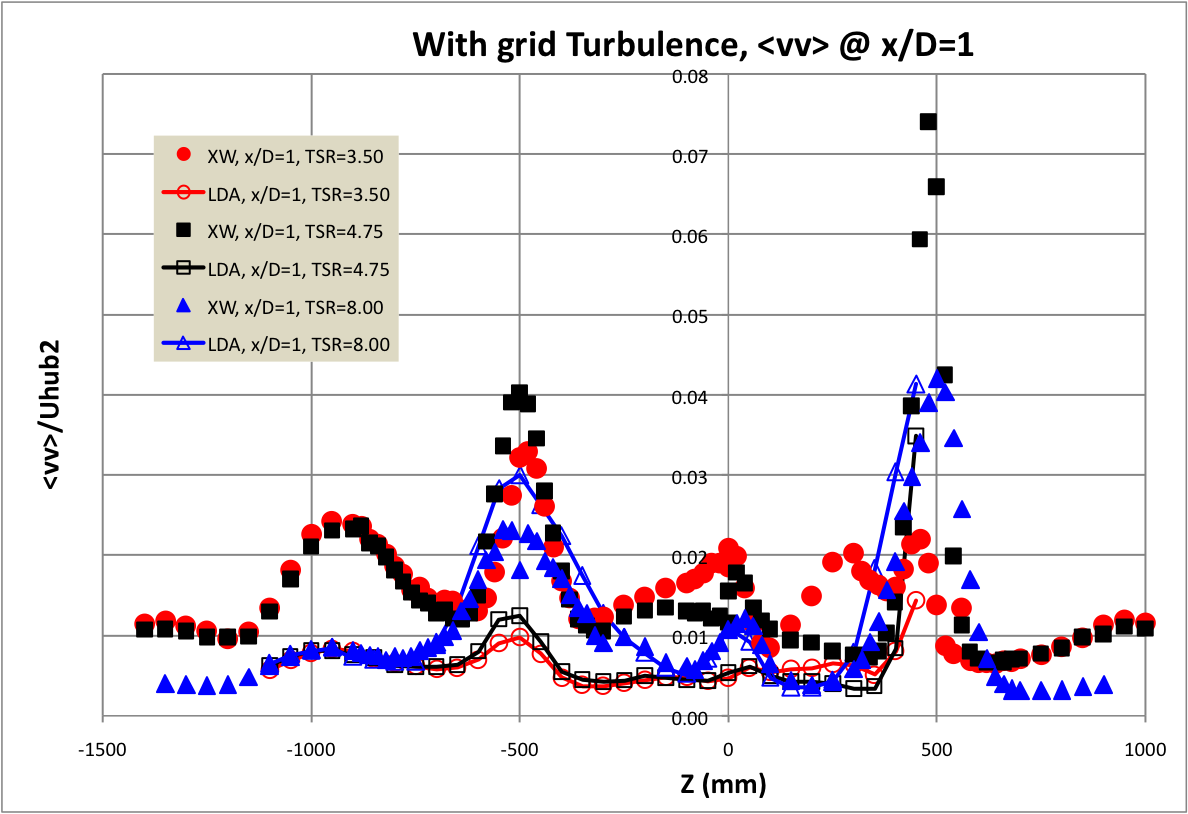 With grid Turbulence, <vv> @ x/D=1
0.08
0.07
0.06
0.05
0.04
0.03
0.02
0.01
0.00
XW, x/D=1, TSR=3.50
LDA, x/D=1, TSR=3.50
XW, x/D=1, TSR=4.75
LDA, x/D=1, TSR=4.75
XW, x/D=1, TSR=8.00
LDA, x/D=1, TSR=8.00
<vv>/Uhub2
-1500 -1000 -500 0 500 1000
Z (mm)